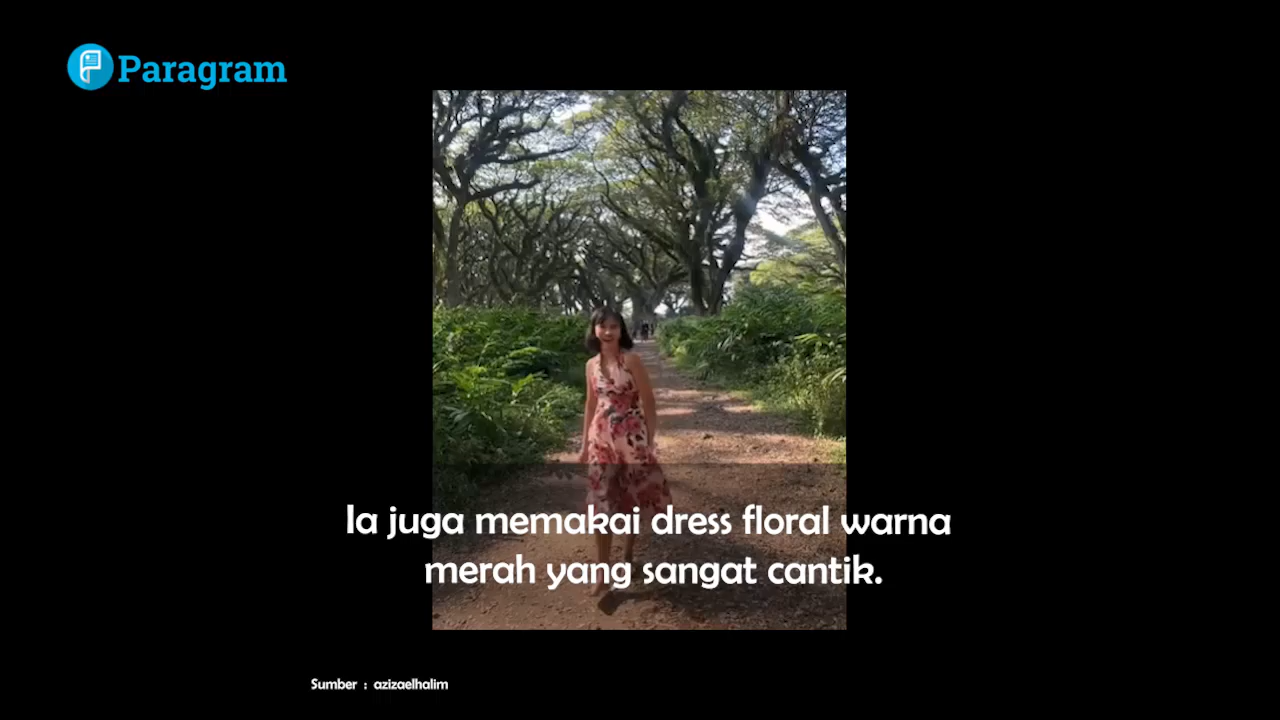 Paragram
Ia juga memakai dress floral warna
merah yang sangat cantik.
Sumber : azizaelhalim